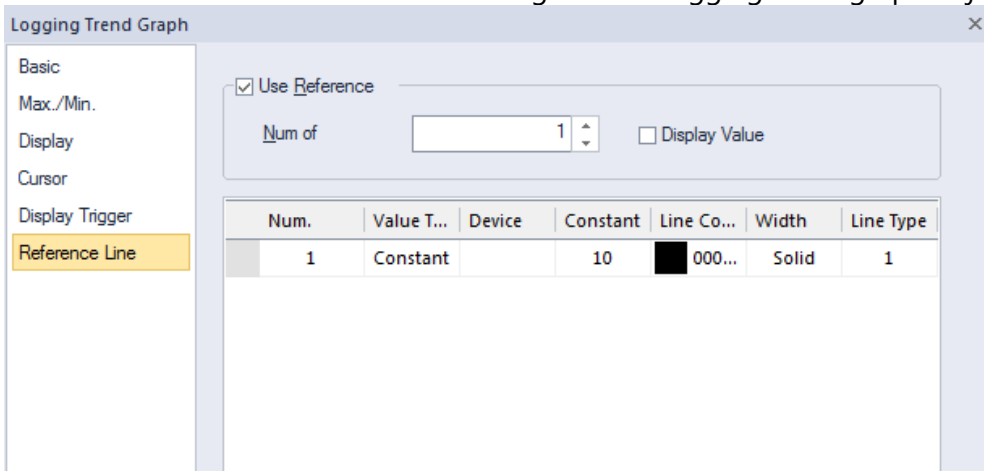 Logging Trend Graph
Basic
Max./Min.
Display
Cursor
Display Trigger
Reference Line
Use Reference
Num of 1 Display Value
Num. Value T... Device Constant Line Co... Width Line Type
1 Constant 10 000... Solid 1